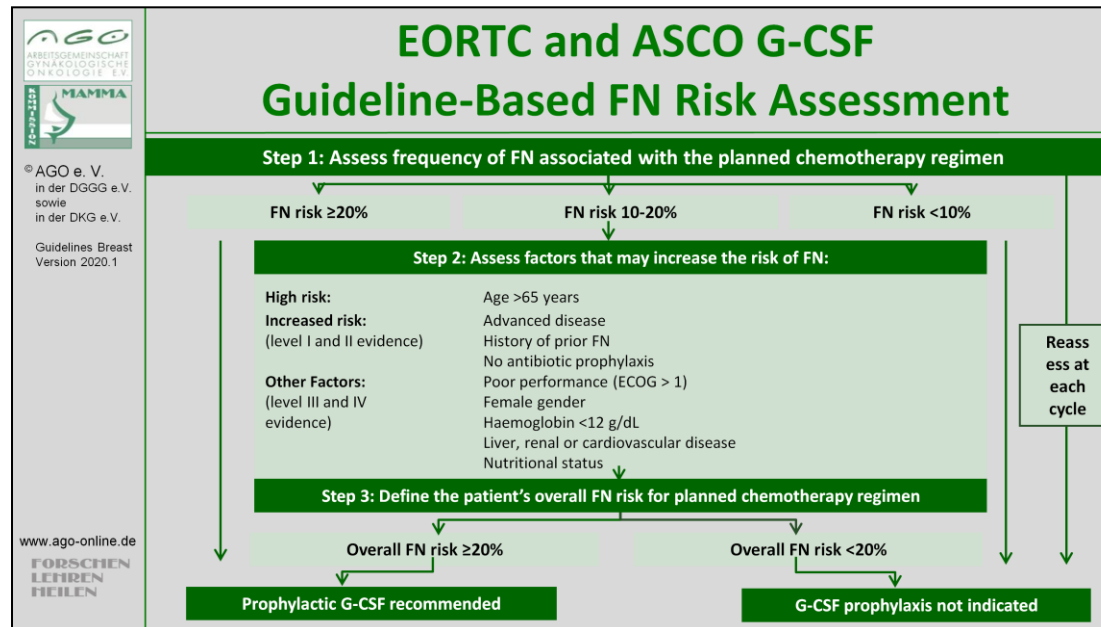 AGO
ARBEITSGEMEINSCHAFT
GYNÄKOLOGISCHE
ONKOLOGIE E.V.
KOMMISSION
MAMMA
© AGO e. V.
in der DGGG e.V.
sowie
in der DKG e.V.
Guidelines Breast
Version 2020.1
www.ago-online.de
FORSCHEN
LEHREN
HEILEN
EORTC and ASCO G-CSF
Guideline-Based FN Risk Assessment
Step 1: Assess frequency of FN associated with the planned chemotherapy regimen
FN risk ≥20%
FN risk 10-20%
FN risk <10%
Step 2: Assess factors that may increase the risk of FN:
High risk: Age >65 years
Increased risk: Advanced disease
(level I and II evidence) History of prior FN
No antibiotic prophylaxis
Other Factors: Poor performance (ECOG > 1)
(level III and IV Female gender
evidence) Haemoglobin <12 g/dL
Liver, renal or cardiovascular disease
Nutritional status
Reass
ess at
each
cycle
Step 3: Define the patient's overall FN risk for planned chemotherapy regimen
Overall FN risk ≥20%
Overall FN risk <20%
Prophylactic G-CSF recommended
G-CSF prophylaxis not indicated